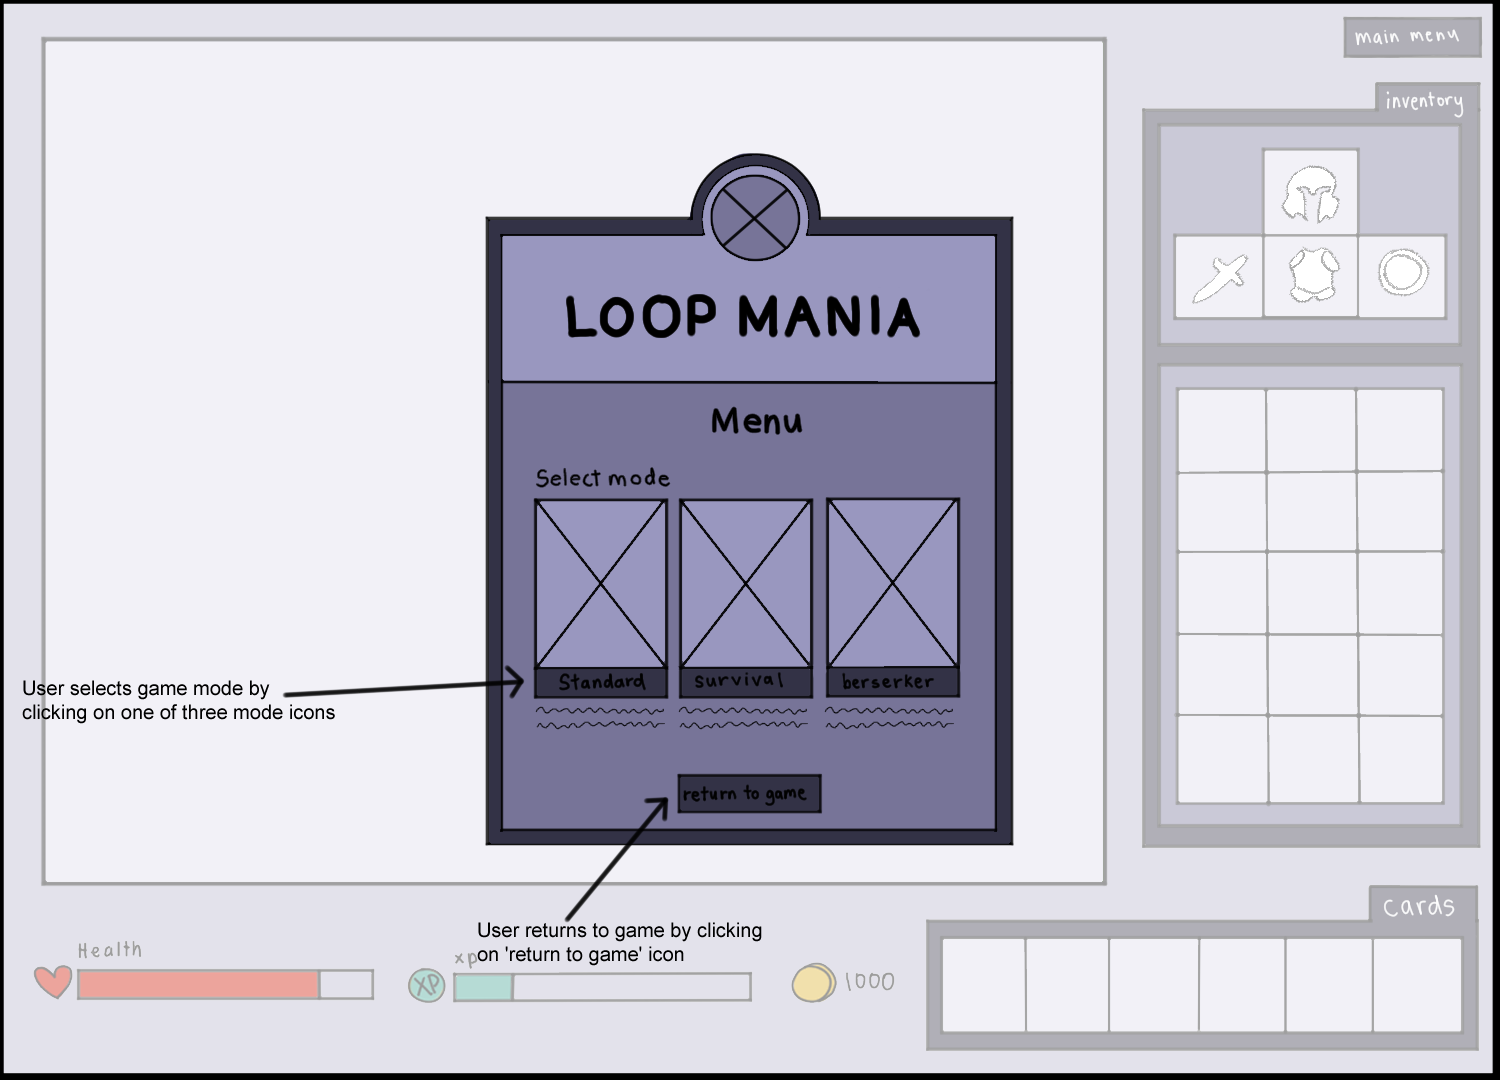 main menu
inventory
LOOP MANIA
Menu
Select mode
Standard
survival
berserker
User selects game mode by
clicking on one of three mode icons
return to game
User returns to game by clicking
on 'return to game' icon
cards
Health
xp
XP
1000